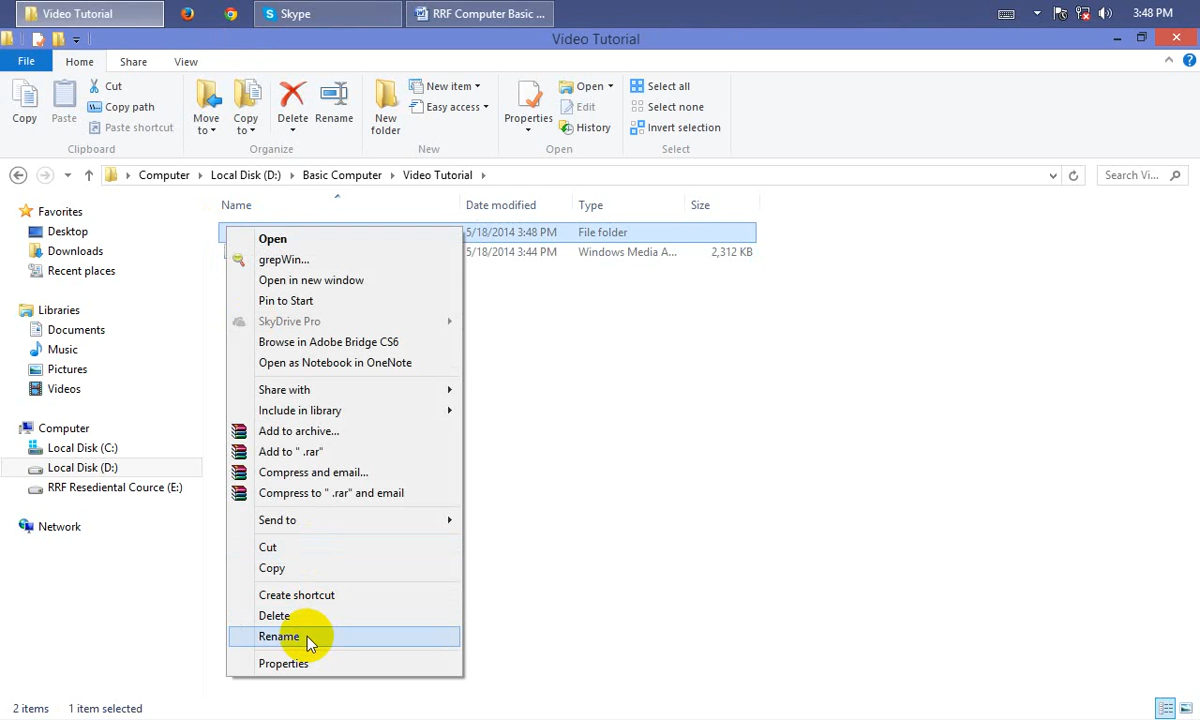 Video Tutorial
Skype
RRF Computer Basic ...
3:48 PM
Video Tutorial
File
Home
Share
View
Copy
Paste
Cut
Copy path
Paste shortcut
Clipboard
Move to
Copy to
Delete
Rename
Organize
New folder
New item
Easy access
New
Properties
Open
Edit
History
Open
Select all
Select none
Invert selection
Select
Computer
Local Disk (D:)
Basic Computer
Video Tutorial
Search Vi...
Favorites
Desktop
Downloads
Recent places
Libraries
Documents
Music
Pictures
Videos
Computer
Local Disk (C:)
Local Disk (D:)
RRF Resediental Cource (E:)
Network
Name
Date modified
Type
Size
5/18/2014 3:48 PM
File folder
5/18/2014 3:44 PM
Windows Media A...
2,312 KB
Open
grepWin...
Open in new window
Pin to Start
SkyDrive Pro
Browse in Adobe Bridge CS6
Open as Notebook in OneNote
Share with
Include in library
Add to archive...
Add to " .rar"
Compress and email...
Compress to " .rar" and email
Send to
Cut
Copy
Create shortcut
Delete
Rename
Properties
2 items
1 item selected